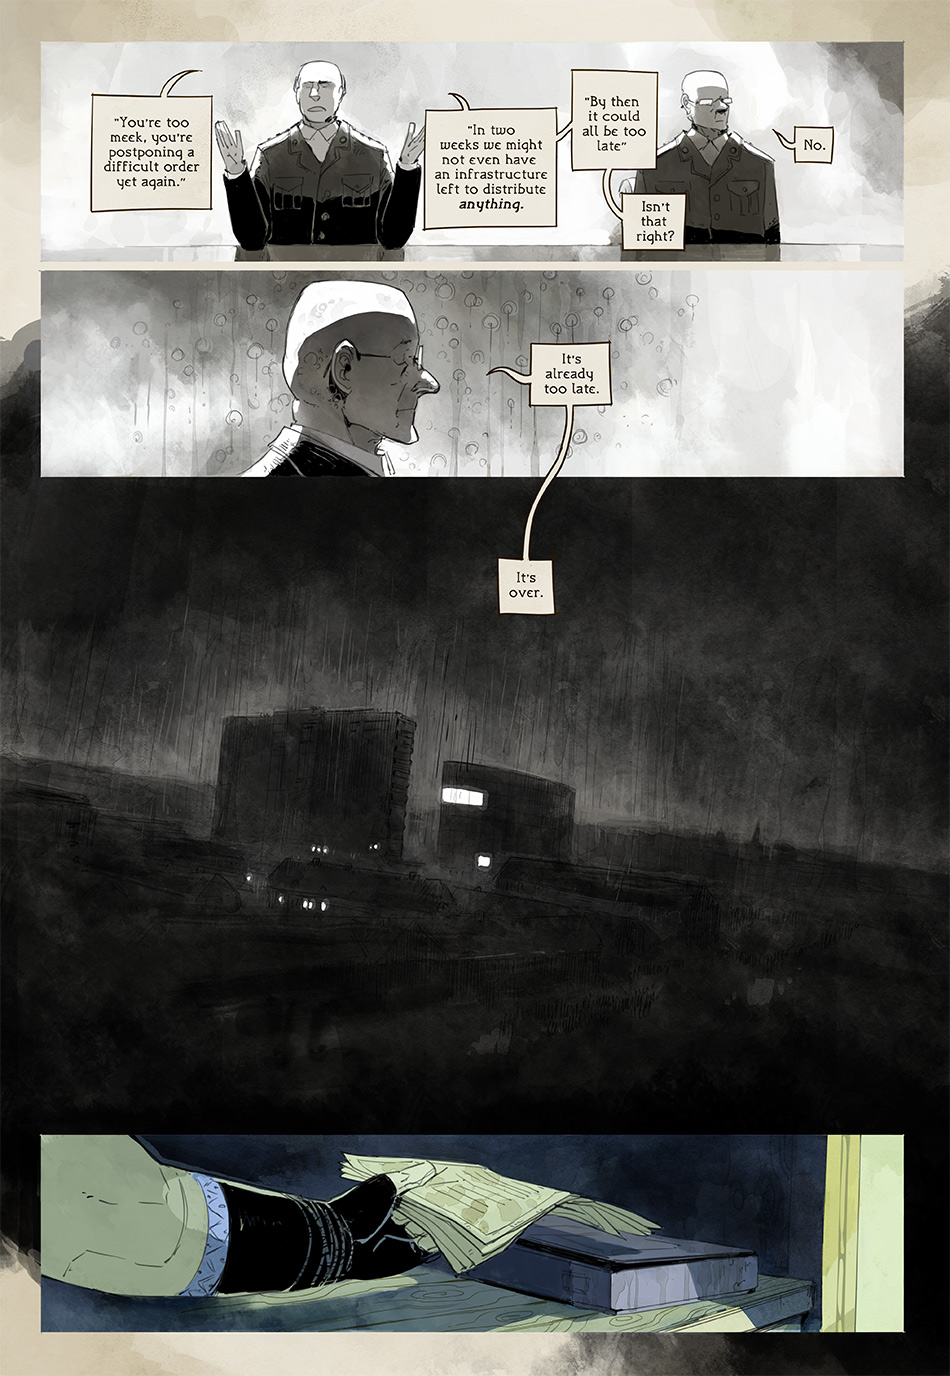 "You're too
meek, you're
postponing a
difficult order
yet again."
"In two
weeks we might
not even have
an infrastructure
left to distribute
anything.
"By then
it could
all be too
late"
Isn't
that
right?
No.
It's
already
too late.
It's
over.